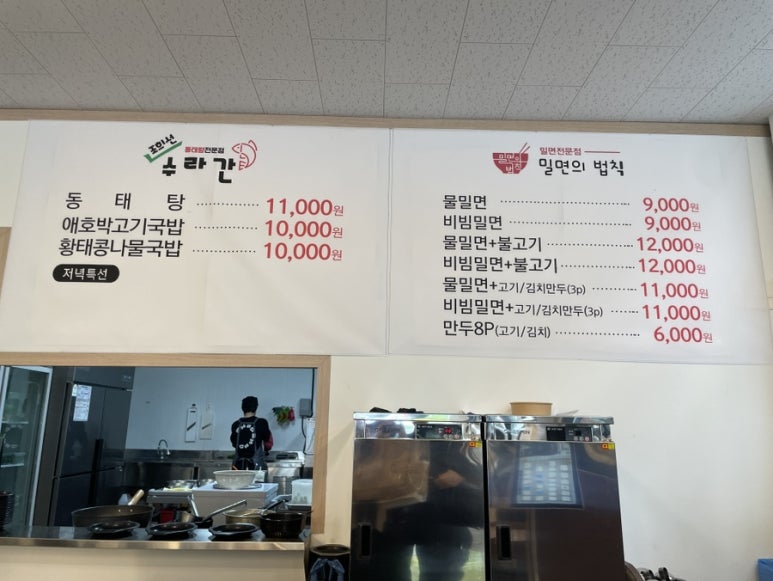 조한선
동태탕전문점
수라간
동태탕 11,000원
애호박고기국밥 10,000원
황태콩나물국밥 10,000원
저녁특선
밀면전문점
밀면의 법칙
밀면의 법
물밀면 9,000원
비빔밀면 9,000원
물밀면+불고기 12,000원
비빔밀면+불고기 12,000원
물밀면+고기/김치만두(3p) 11,000원
비빔밀면+고기/김치만두(3p) 11,000원
만두8P(고기/김치) 6,000원